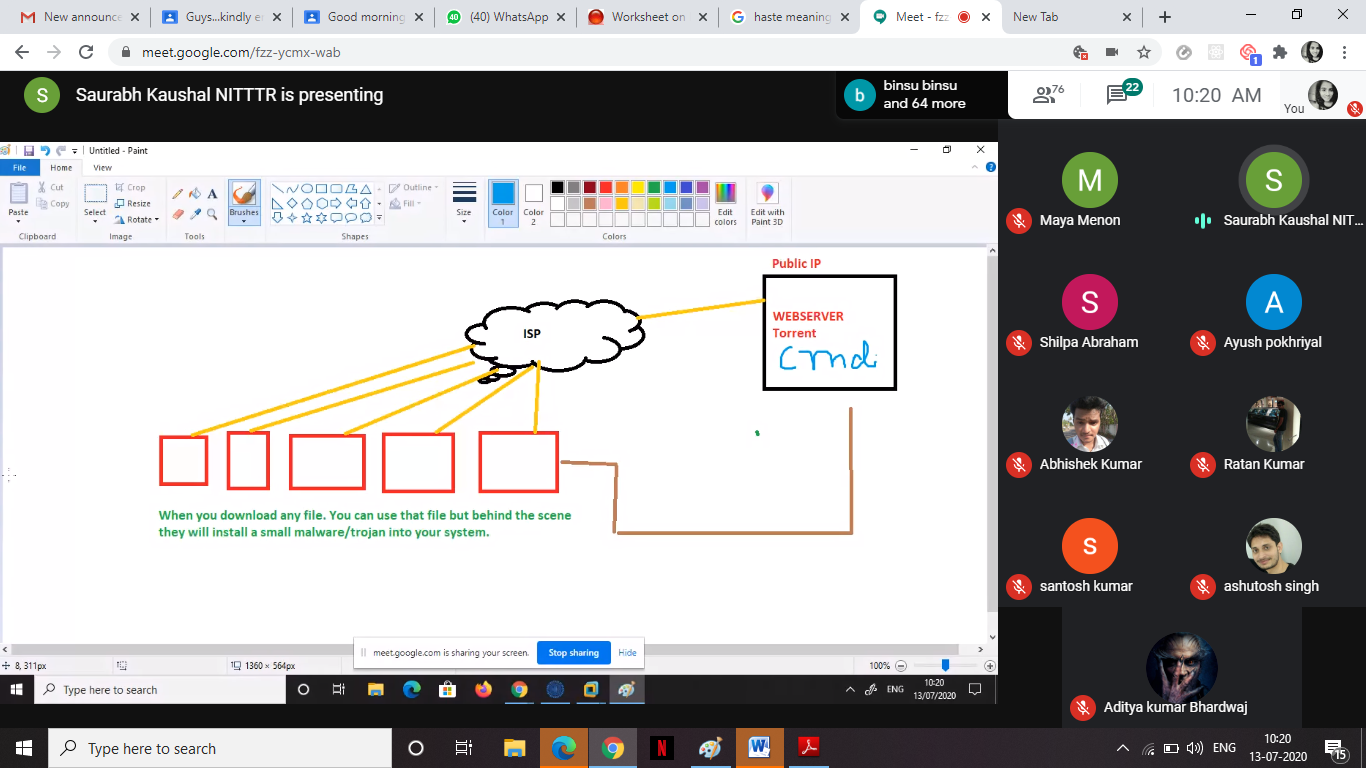 New announce
Guys...kindly e
Good morning
(40) WhatsApp
Worksheet on
haste meaning
Meet - fzz
New Tab
meet.google.com/fzz-ycmx-wab
1
S
Saurabh Kaushal NITTTR is presenting
b
binsu binsu
and 64 more
76
22
10:20 AM
You
Untitled - Paint
File
Home
View
Paste
Cut
Copy
Clipboard
Select
Crop
Resize
Rotate
Image
Tools
Brushes
Outline
Fill
Shapes
Size
Color
1
Color
2
Edit
colors
Colors
Edit with
Paint 3D
Public IP
WEBSERVER
Torrent
ISP
When you download any file. You can use that file but behind the scene
they will install a small malware/trojan into your system.
meet.google.com is sharing your screen.
Stop sharing
Hide
8, 311px
1360 × 564px
100%
Type here to search
ENG
10:20
13/07/2020
M
Maya Menon
S
Saurabh Kaushal NIT...
S
Shilpa Abraham
A
Ayush pokhriyal
Abhishek Kumar
Ratan Kumar
s
santosh kumar
ashutosh singh
Aditya kumar Bhardwaj
Type here to search
ENG
10:20
13-07-2020
15